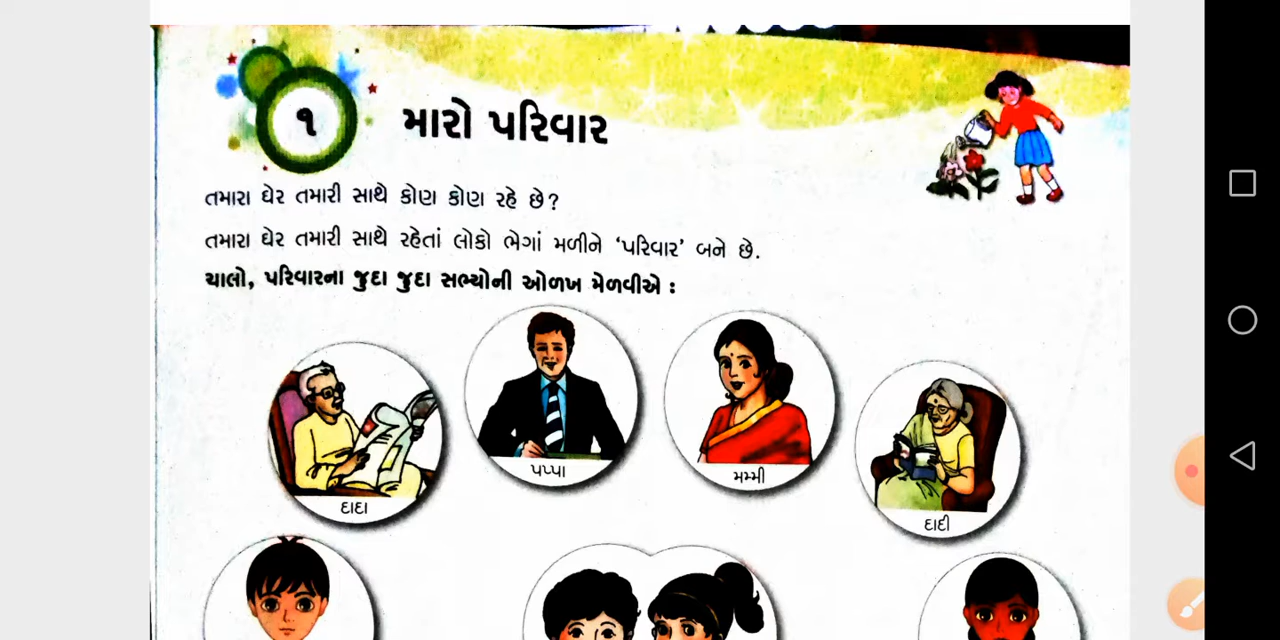 ૧
મારો પરિવાર
તમારા ઘેર તમારી સાથે કોણ કોણ રહે છે?
તમારા ઘેર તમારી સાથે રહેતાં લોકો ભેગાં મળીને ‘પરિવાર’ બને છે.
ચાલો, પરિવારના જુદા જુદા સભ્યોની ઓળખ મેળવીએ :
દાદા
પપ્પા
મમ્મી
દાદી